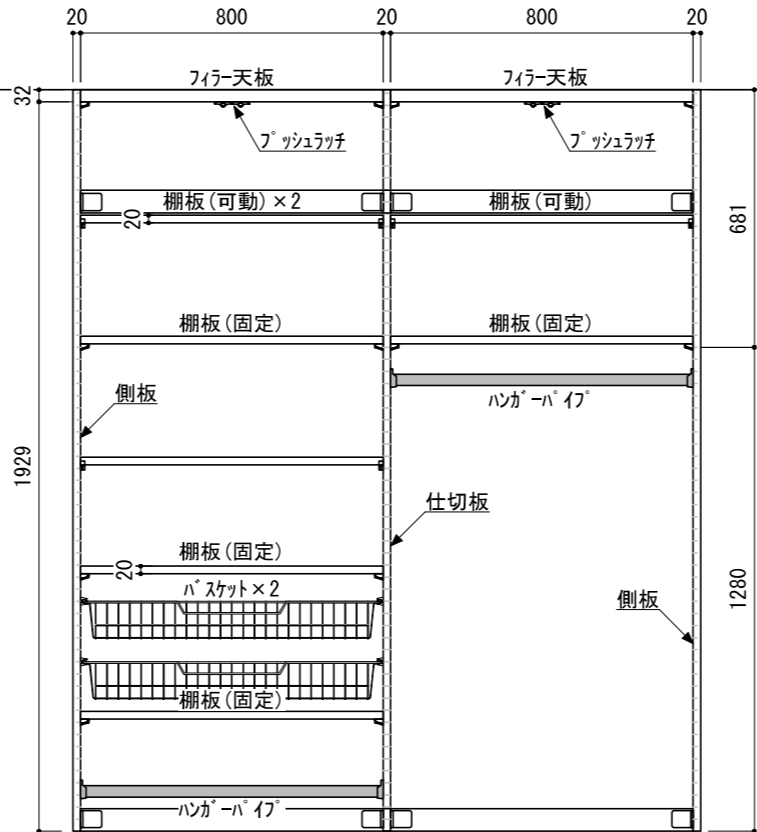 20 800 20 800 20
フィラー天板 フィラー天板
32
プッシュラッチ プッシュラッチ
棚板(可動)×2 棚板(可動)
20
681
棚板(固定) 棚板(固定)
ハンガーパイプ
側板
1929
仕切板
棚板(固定)
20
バスケット×2
1280
側板
棚板(固定)
ハンガーパイプ